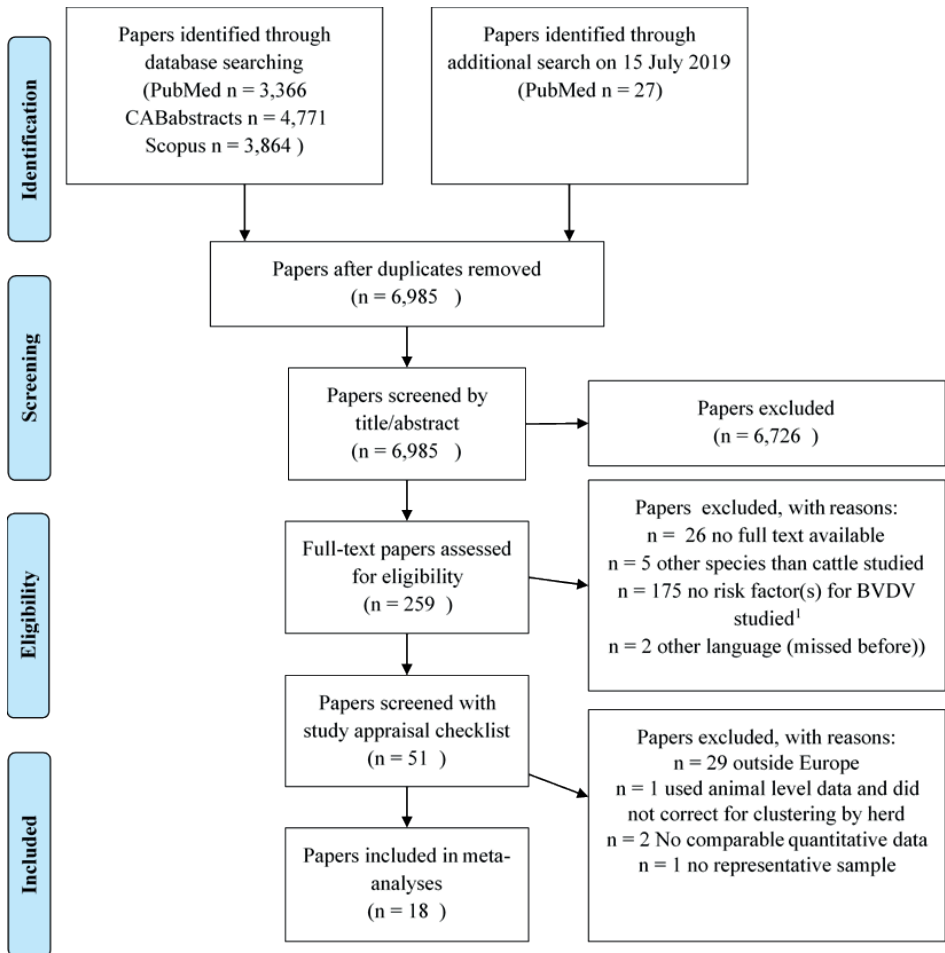 Identification
Papers identified through
database searching
(PubMed n = 3,366
CABabstracts n = 4,771
Scopus n = 3,864 )
Papers identified through
additional search on 15 July 2019
(PubMed n = 27)
Papers after duplicates removed
(n = 6,985 )
Screening
Papers screened by
title/abstract
(n = 6,985 )
Papers excluded
(n = 6,726 )
Eligibility
Full-text papers assessed
for eligibility
(n = 259 )
Papers excluded, with reasons:
n = 26 no full text available
n = 5 other species than cattle studied
n = 175 no risk factor(s) for BVDV
studied¹
n = 2 other language (missed before))
Papers screened with
study appraisal checklist
(n = 51 )
Papers excluded, with reasons:
n = 29 outside Europe
n = 1 used animal level data and did
not correct for clustering by herd
n = 2 No comparable quantitative data
n = 1 no representative sample
Included
Papers included in meta-
analyses
(n = 18 )